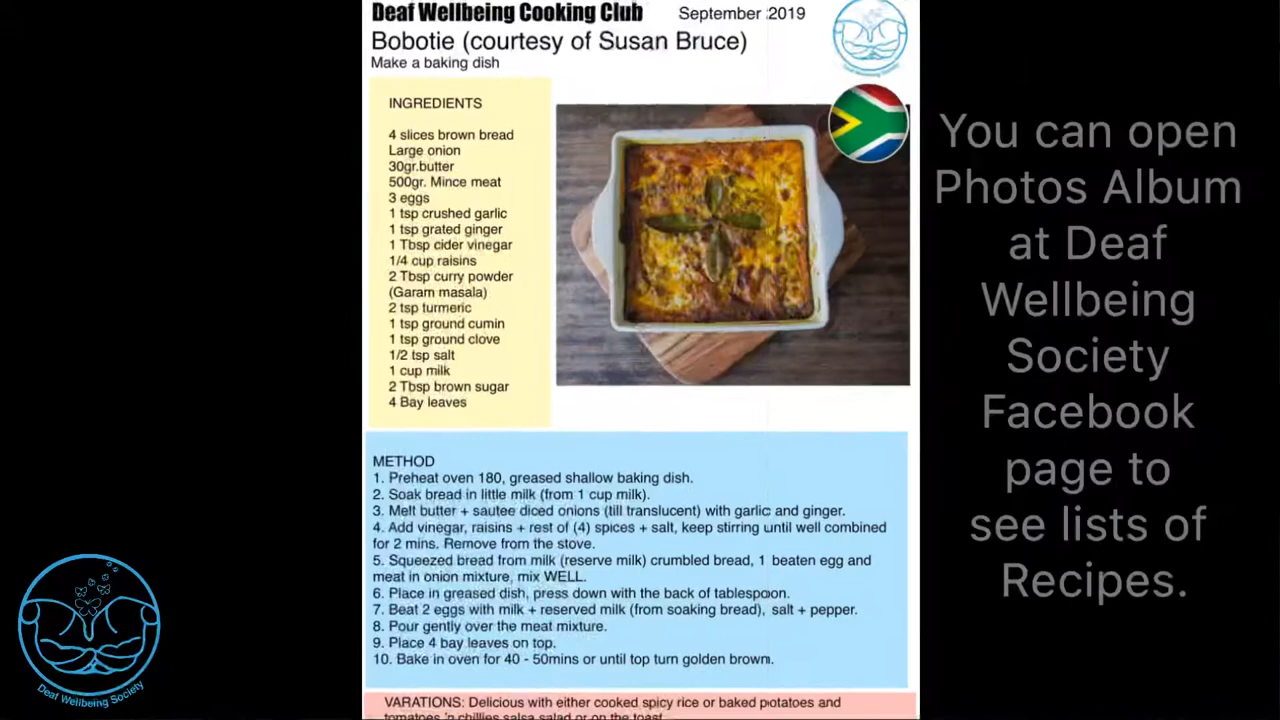 Deaf Wellbeing Cooking Club
September 2019
Bobotie (courtesy of Susan Bruce)
Make a baking dish
Deaf Wellbeing Society
INGREDIENTS
4 slices brown bread
Large onion
30gr.butter
500gr. Mince meat
3 eggs
1 tsp crushed garlic
1 tsp grated ginger
1 Tbsp cider vinegar
1/4 cup raisins
2 Tbsp curry powder
(Garam masala)
2 tsp turmeric
1 tsp ground cumin
1 tsp ground clove
1/2 tsp salt
1 cup milk
2 Tbsp brown sugar
4 Bay leaves
METHOD
1. Preheat oven 180, greased shallow baking dish.
2. Soak bread in little milk (from 1 cup milk).
3. Melt butter + sautee diced onions (till translucent) with garlic and ginger.
4. Add vinegar, raisins + rest of (4) spices + salt, keep stirring until well combined
for 2 mins. Remove from the stove.
5. Squeezed bread from milk (reserve milk) crumbled bread, 1 beaten egg and
meat in onion mixture, mix WELL.
6. Place in greased dish, press down with the back of tablespoon.
7. Beat 2 eggs with milk + reserved milk (from soaking bread), salt + pepper.
8. Pour gently over the meat mixture.
9. Place 4 bay leaves on top.
10. Bake in oven for 40 - 50mins or until top turn golden brown.
VARATIONS: Delicious with either cooked spicy rice or baked potatoes and
tomatoes 'n chillies salsa salad or on the toast
You can open
Photos Album
at Deaf
Wellbeing
Society
Facebook
page to
see lists of
Recipes.
Deaf Wellbeing Society